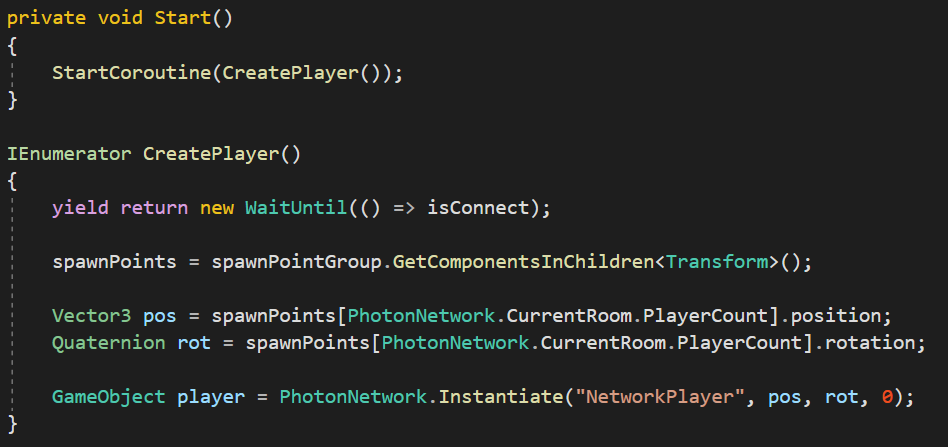 private void Start()
{
StartCoroutine(CreatePlayer());
}
IEnumerator CreatePlayer()
{
yield return new WaitUntil(() => isConnect);
spawnPoints = spawnPointGroup.GetComponentsInChildren<Transform>();
Vector3 pos = spawnPoints[PhotonNetwork.CurrentRoom.PlayerCount].position;
Quaternion rot = spawnPoints[PhotonNetwork.CurrentRoom.PlayerCount].rotation;
GameObject player = PhotonNetwork.Instantiate("NetworkPlayer", pos, rot, 0);
}